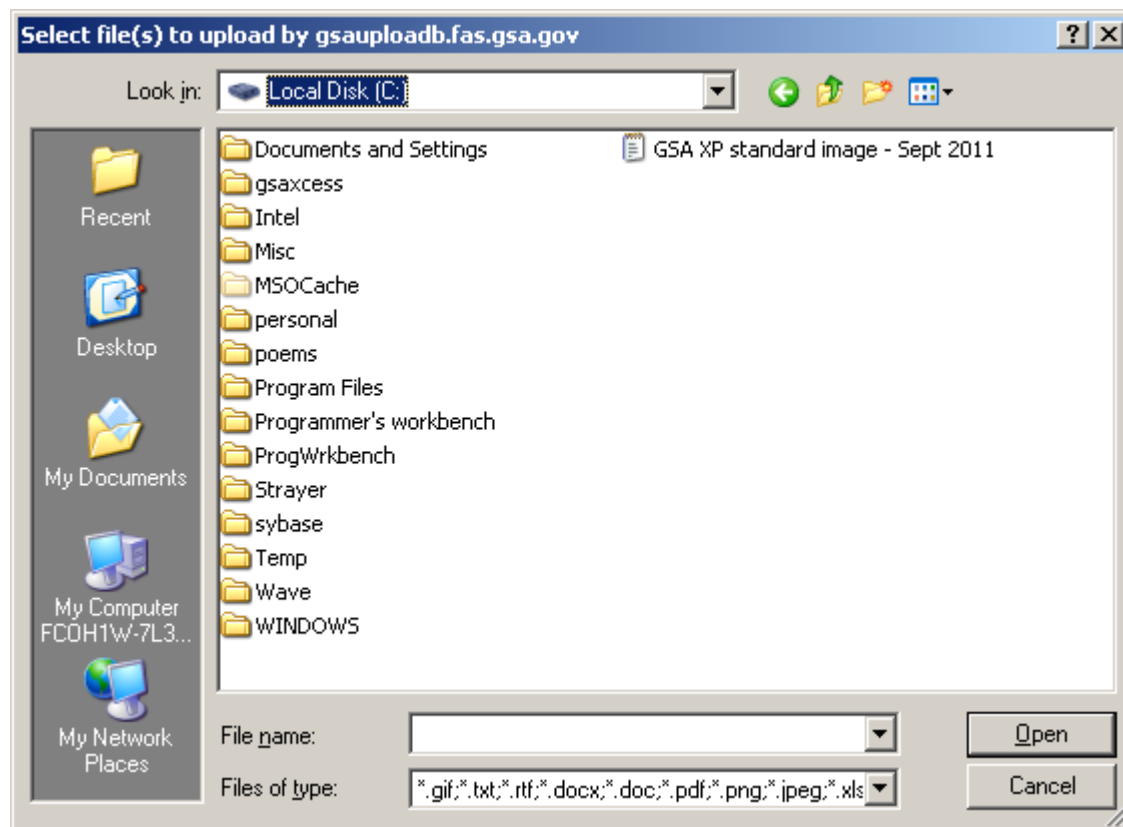 Select file(s) to upload by gsauploadb.fas.gsa.gov
Look in:
Local Disk (C:)
Recent
Desktop
My Documents
My Computer
FC0H1W-7L3...
My Network
Places
Documents and Settings
gsaxcess
Intel
Misc
MSOCache
personal
poems
Program Files
Programmer's workbench
ProgWrkbench
Strayer
sybase
Temp
Wave
WINDOWS
GSA XP standard image - Sept 2011
File name:
Open
Files of type:
*.gif;*.txt;*.rtf;*.docx;*.doc;*.pdf;*.png;*.jpeg;*.xls
Cancel